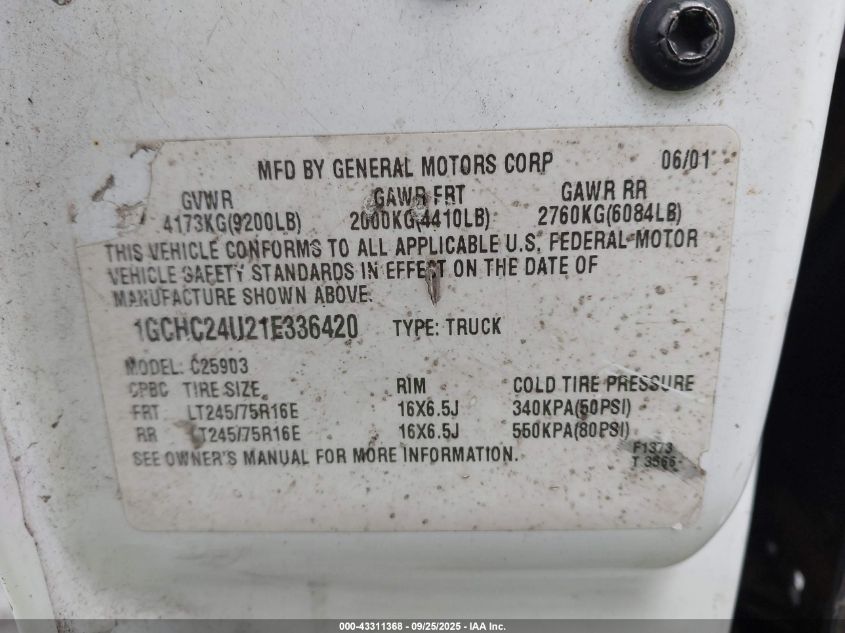 MFD BY GENERAL MOTORS CORP 06/01
GVWR GAWR FRT GAWR RR
4173KG(9200LB) 2000KG(4410LB) 2760KG(6084LB)
THIS VEHICLE CONFORMS TO ALL APPLICABLE U.S. FEDERAL MOTOR
VEHICLE SAFETY STANDARDS IN EFFECT ON THE DATE OF
MANUFACTURE SHOWN ABOVE.
1GCHC24U21E336420 TYPE: TRUCK
MODEL: C25903
CPBC TIRE SIZE RIM COLD TIRE PRESSURE
FRT LT245/75R16E 16X6.5J 340KPA(50PSI)
RR LT245/75R16E 16X6.5J 550KPA(80PSI)
SEE OWNER'S MANUAL FOR MORE INFORMATION.
F1373
T 3565
000-43311368 - 09/25/2025 - IAA Inc.